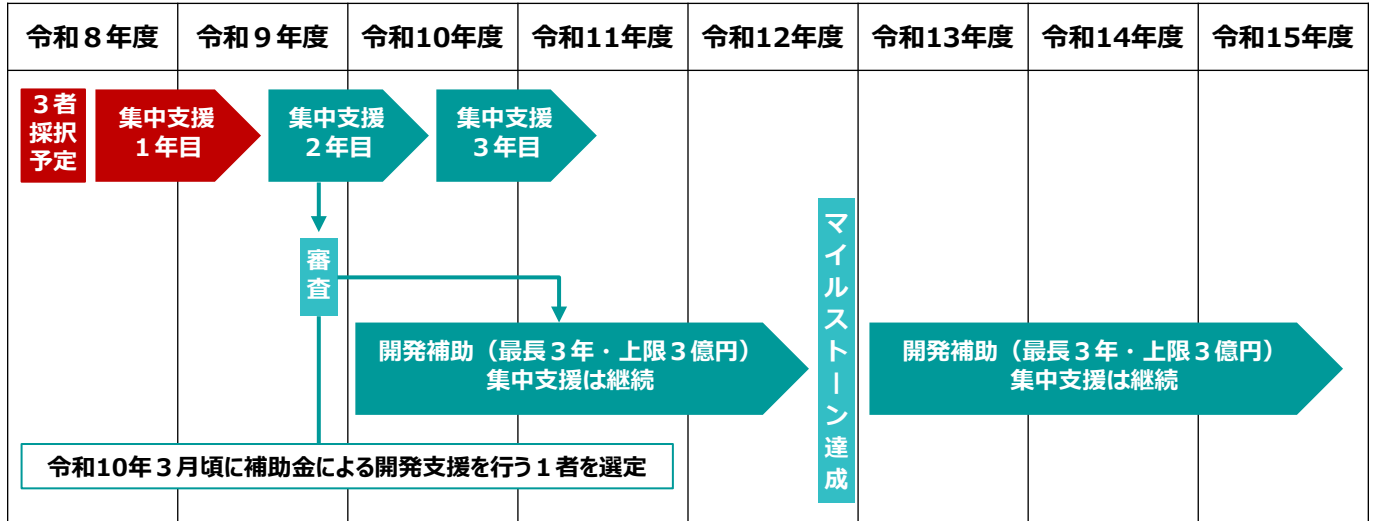 令和８年度
令和９年度
令和10年度
令和11年度
令和12年度
令和13年度
令和14年度
令和15年度
３者
採択
予定
集中支援
１年目
集中支援
２年目
集中支援
３年目
審査
開発補助（最長３年・上限３億円）
集中支援は継続
マイルストーン達成
開発補助（最長３年・上限３億円）
集中支援は継続
令和10年３月頃に補助金による開発支援を行う１者を選定